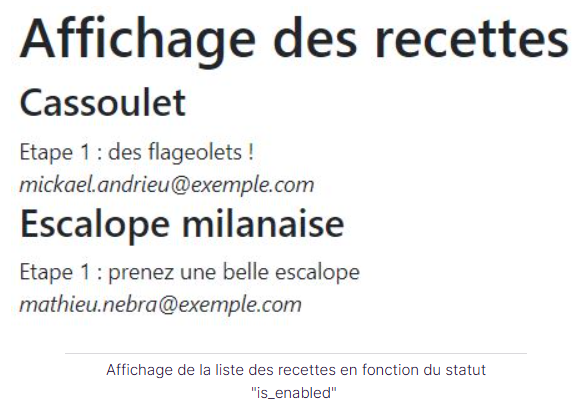 Affichage des recettes
Cassoulet
Etape 1 : des flageolets !
mickael.andrieu@exemple.com
Escalope milanaise
Etape 1 : prenez une belle escalope
mathieu.nebra@exemple.com
Affichage de la liste des recettes en fonction du statut
"is_enabled"